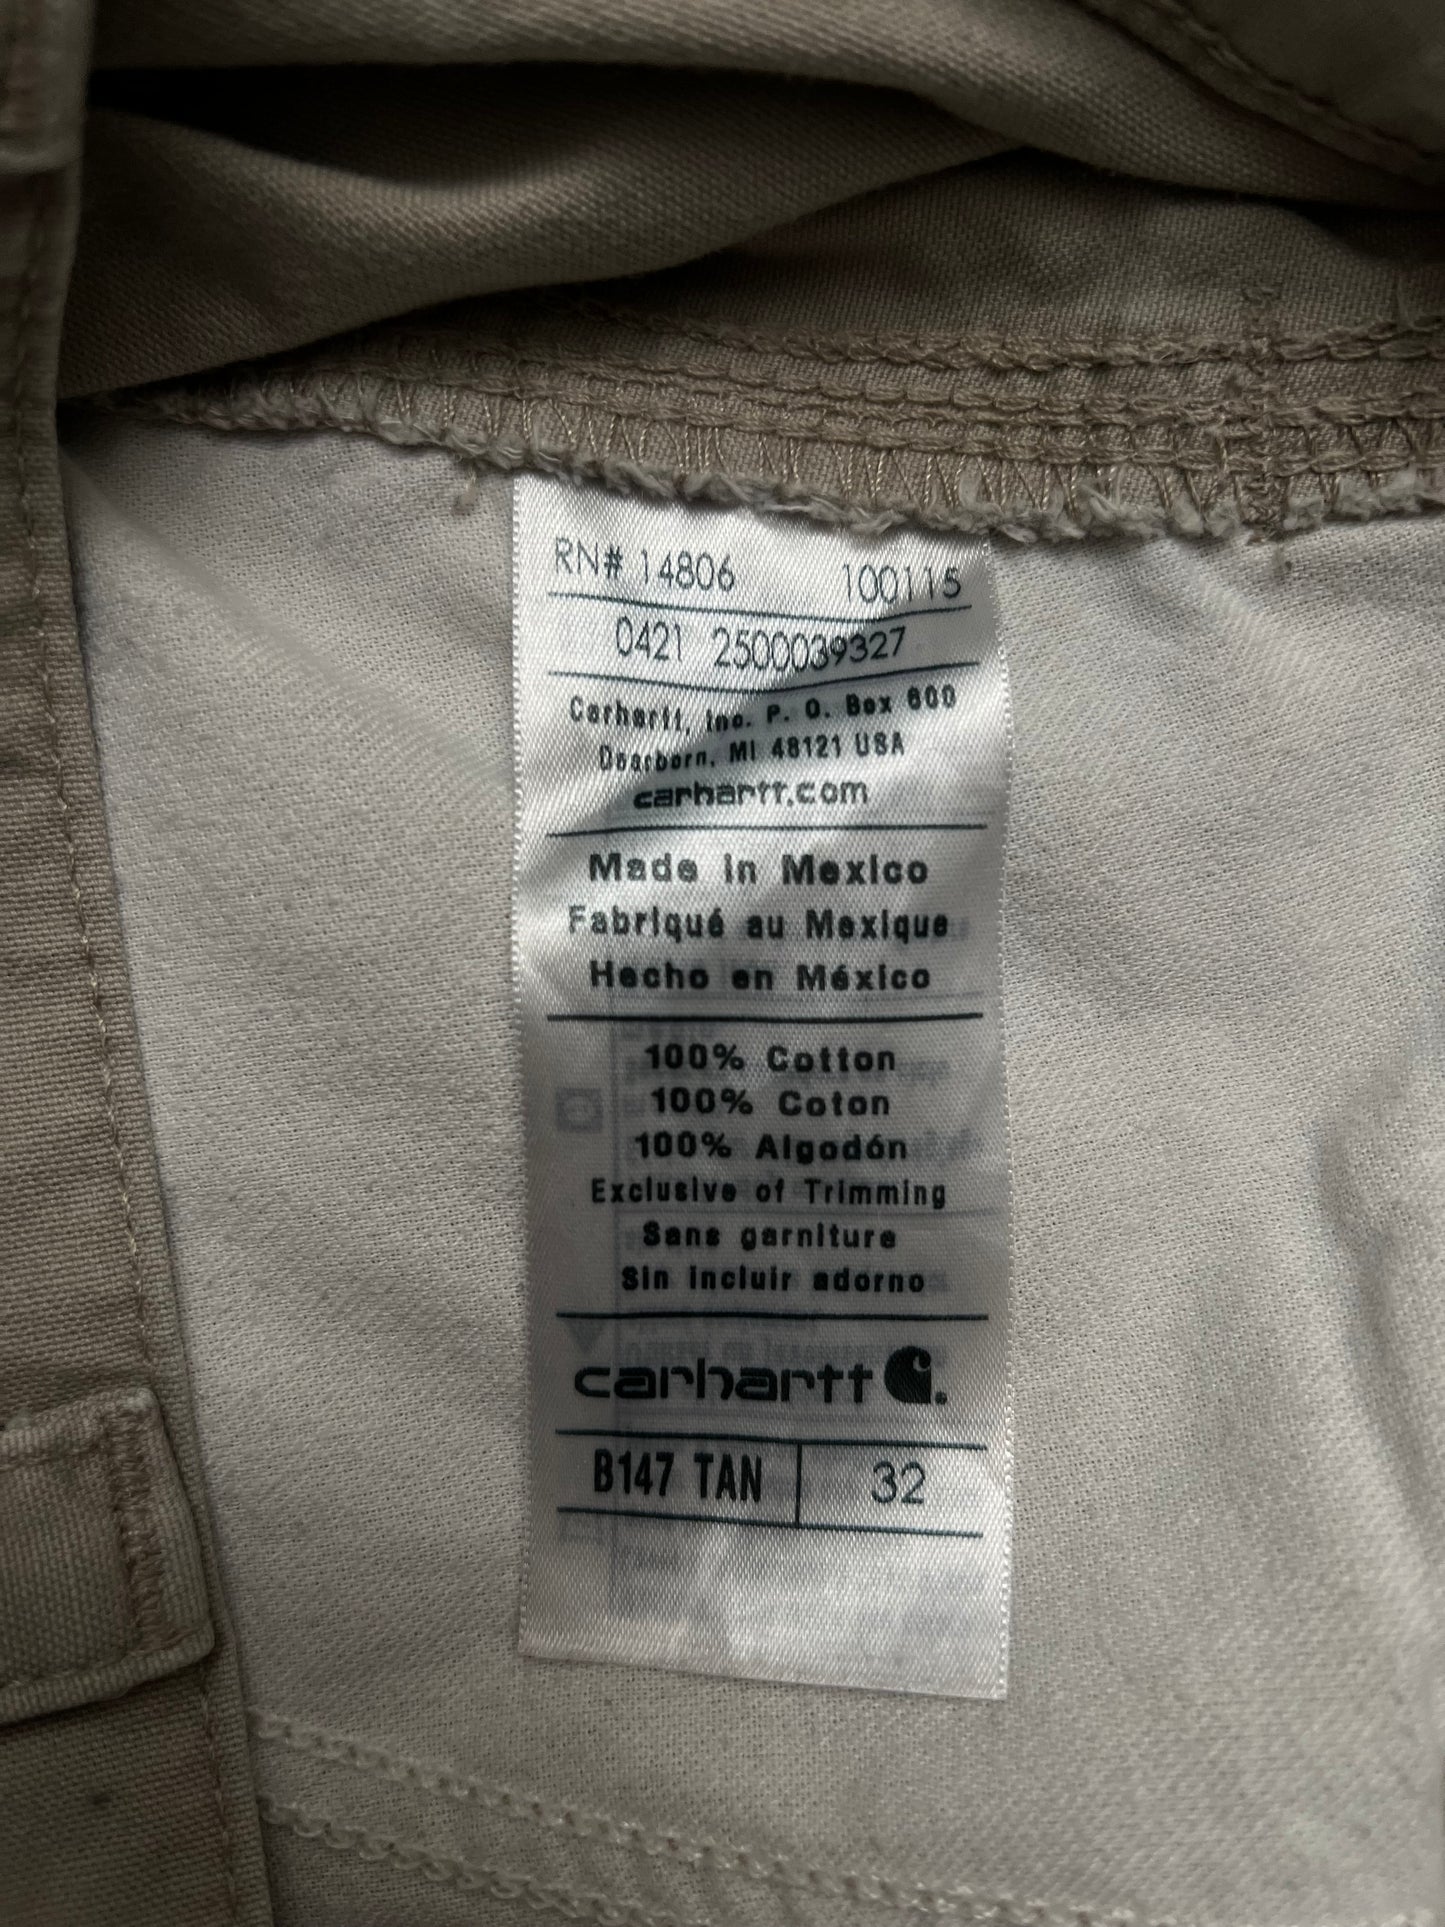 RN# 14806 100115
0421 2500039327
Carhartt, Inc. P. O. Box 600
Dearborn, MI 48121 USA
carhartt.com
Made in Mexico
Fabriqué au Mexique
Hecho en México
100% Cotton
100% Coton
100% Algodón
Exclusive of Trimming
Sans garniture
Sin incluir adorno
carhartt
B147 TAN 32